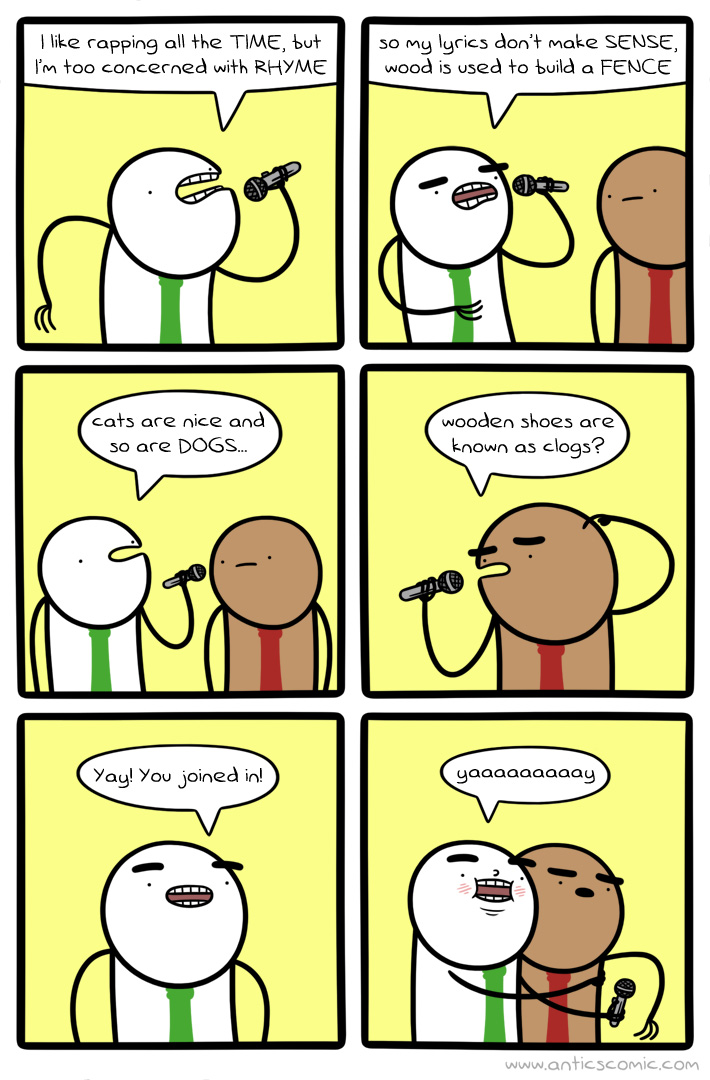 I like rapping all the TIME, but
I'm too concerned with RHYME
so my lyrics don't make SENSE,
wood is used to build a FENCE
cats are nice and
so are DOGS...
wooden shoes are
known as clogs?
Yay! You joined in!
yaaaaaaaaaay
www.anticscomic.com